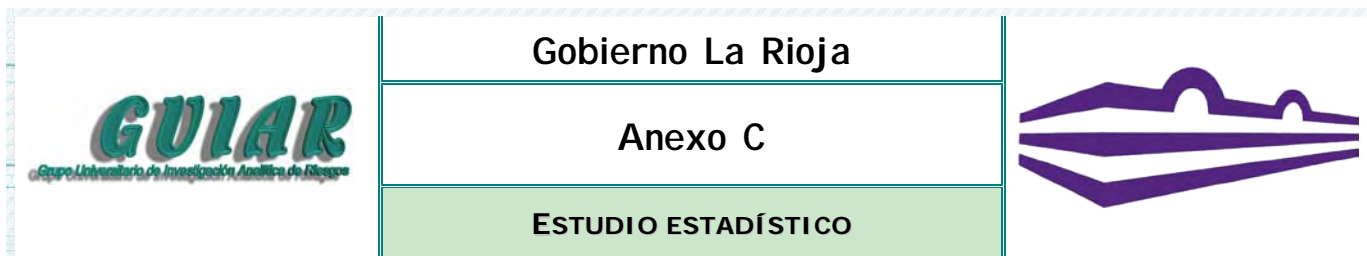 GUIAR
Grupo Universitario de Investigación Analítica de Riesgos
Gobierno La Rioja
Anexo C
ESTUDIO ESTADÍSTICO